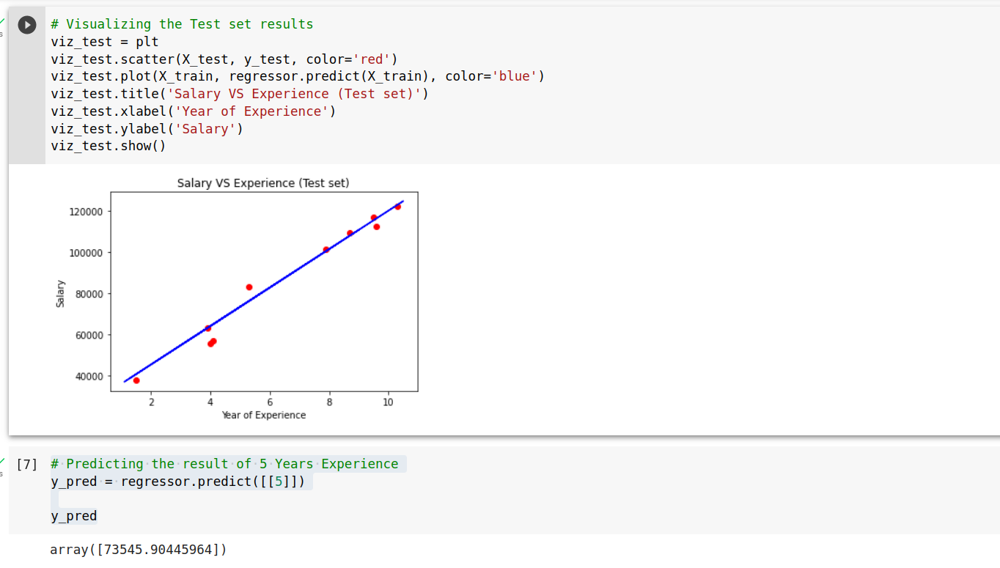 # Visualizing the Test set results
viz_test = plt
viz_test.scatter(X_test, y_test, color='red')
viz_test.plot(X_train, regressor.predict(X_train), color='blue')
viz_test.title('Salary VS Experience (Test set)')
viz_test.xlabel('Year of Experience')
viz_test.ylabel('Salary')
viz_test.show()
Salary VS Experience (Test set)
120000
100000
80000
60000
40000
Salary
2 4 6 8 10
Year of Experience
[7] # Predicting the result of 5 Years Experience
y_pred = regressor.predict([[5]])
y_pred
array([73545.90445964])